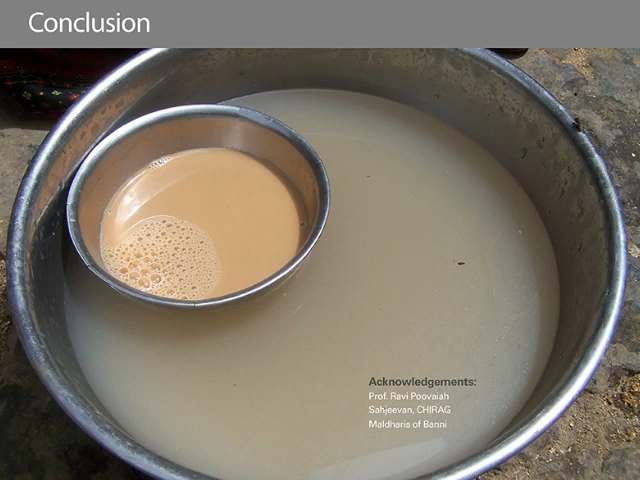 Conclusion
Acknowledgements:
Prof. Ravi Poovaiah
Sahjeevan, CHIRAG
Maldharis of Banni